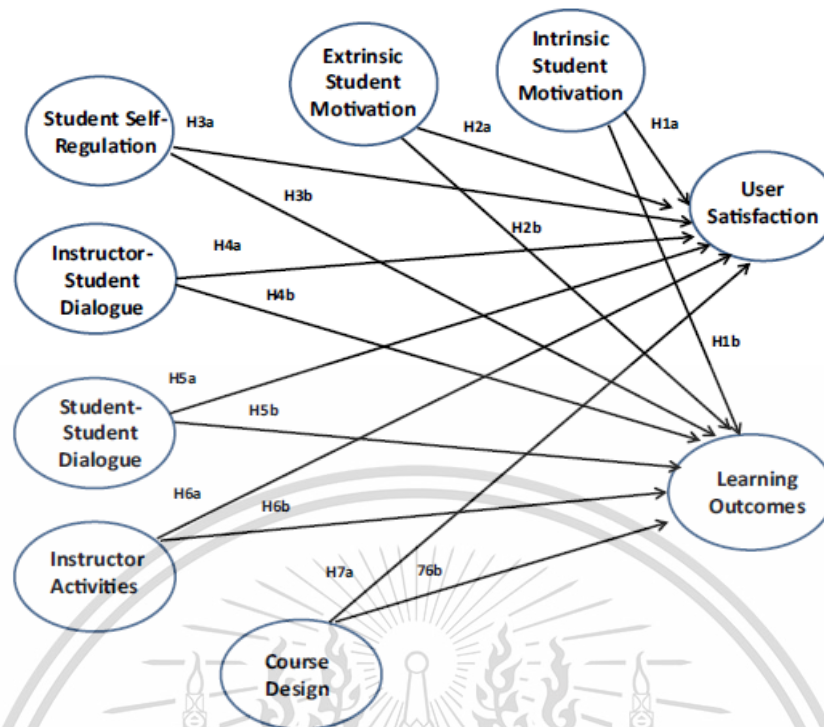 Intrinsic
Student
Motivation
Extrinsic
Student
Motivation
H1a
H2a
Student Self-
Regulation
H3a
User
Satisfaction
H3b
H2b
Instructor-
Student
Dialogue
H4a
H4b
H1b
Student-
Student
Dialogue
H5a
H5b
Learning
Outcomes
H6a
H6b
Instructor
Activities
H7a
76b
Course
Design